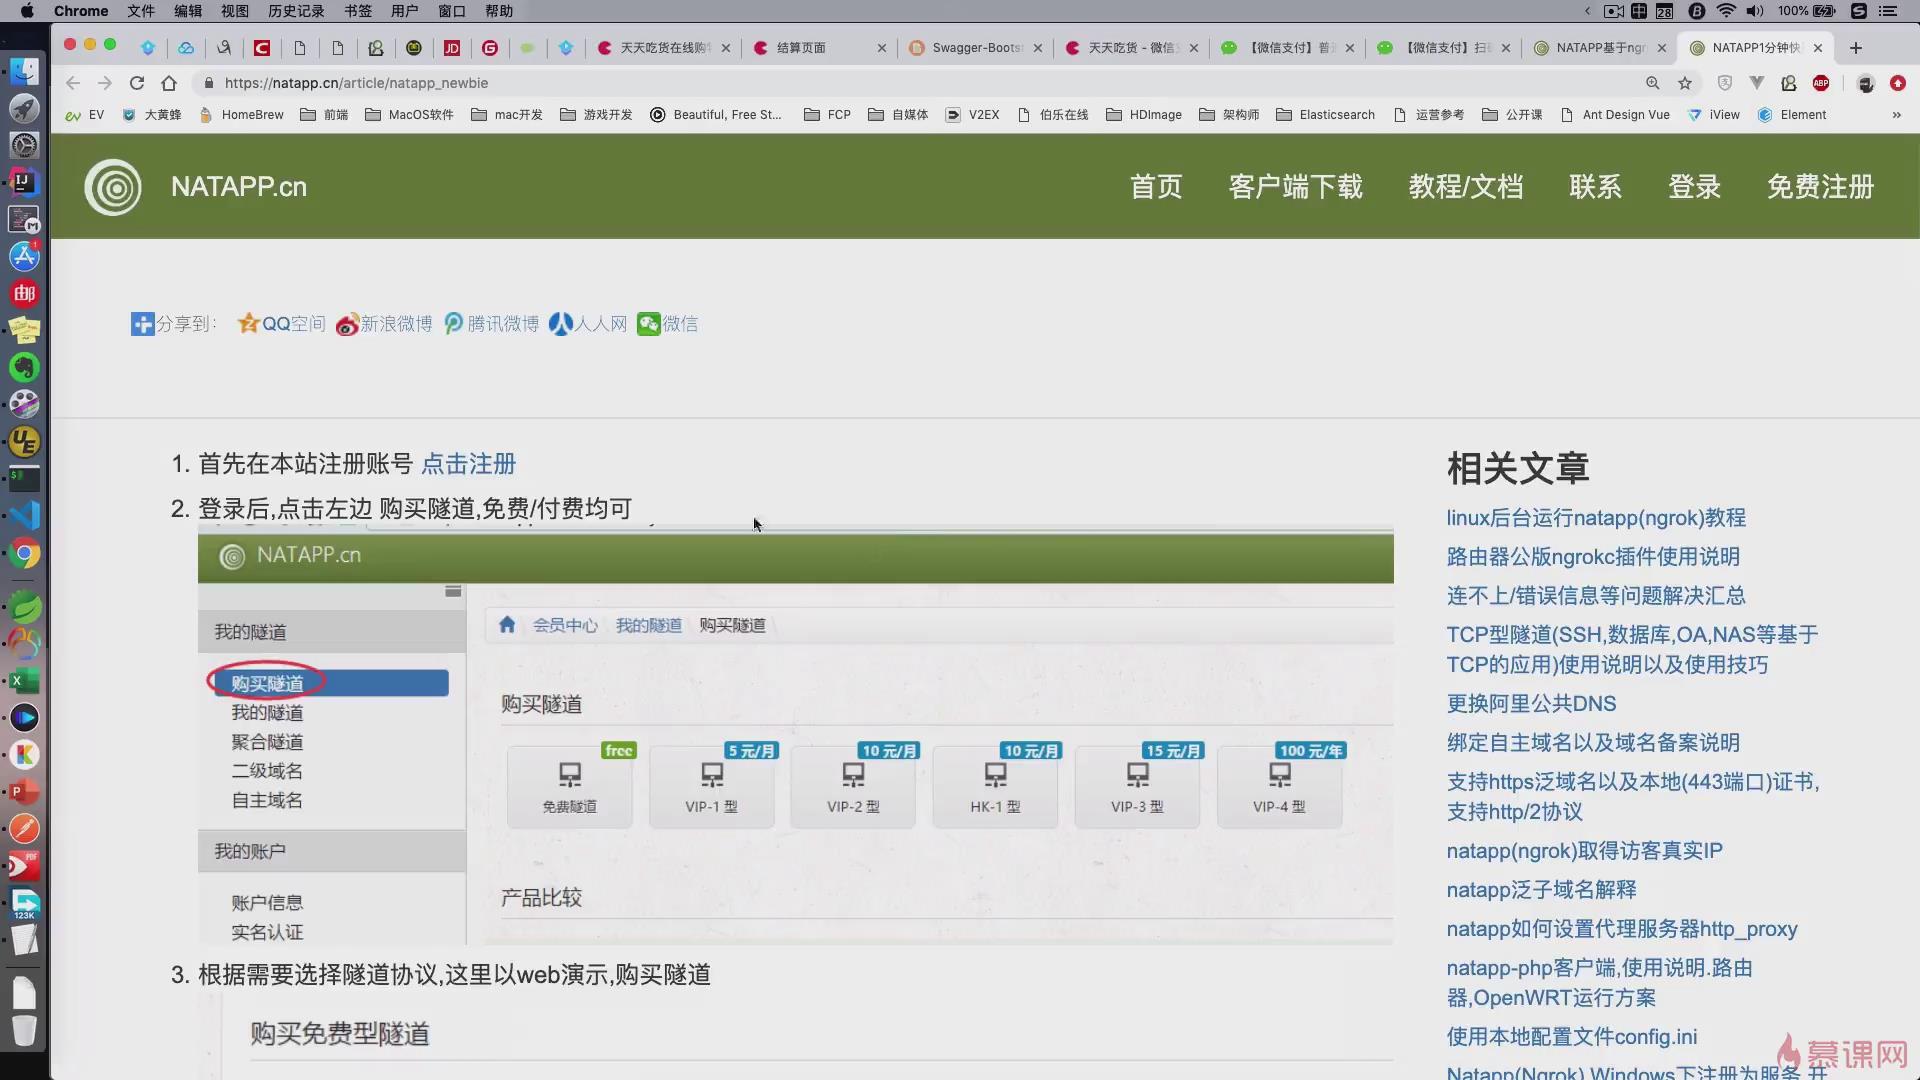 Chrome 文件 编辑 视图 历史记录 书签 用户 窗口 帮助 28 100%
天天吃货在线购 结算页面 Swagger-Boots 天天吃货 - 微信 【微信支付】普 【微信支付】扫 NATAPP基于ng NATAPP1分钟快
https://natapp.cn/article/natapp_newbie ABP
EV 大黄蜂 HomeBrew 前端 MacOS软件 mac开发 游戏开发 Beautiful, Free St... FCP 自媒体 V2EX 伯乐在线 HDImage 架构师 Elasticsearch 运营参考 公开课 Ant Design Vue iView Element »
NATAPP.cn 首页 客户端下载 教程/文档 联系 登录 免费注册
分享到： QQ空间 新浪微博 腾讯微博 人人网 微信
1. 首先在本站注册账号 点击注册
2. 登录后,点击左边 购买隧道,免费/付费均可
NATAPP.cn
我的隧道
购买隧道
我的隧道
聚合隧道
二级域名
自主域名
我的账户
账户信息
实名认证
会员中心 我的隧道 购买隧道
购买隧道
free 5 元/月 10 元/月 10 元/月 15 元/月 100 元/年
免费隧道 VIP-1 型 VIP-2 型 HK-1 型 VIP-3 型 VIP-4 型
产品比较
3. 根据需要选择隧道协议,这里以web演示,购买隧道
购买免费型隧道
相关文章
linux后台运行natapp(ngrok)教程
路由器公版ngrokc插件使用说明
连不上/错误信息等问题解决汇总
TCP型隧道(SSH,数据库,OA,NAS等基于
TCP的应用)使用说明以及使用技巧
更换阿里公共DNS
绑定自主域名以及域名备案说明
支持https泛域名以及本地(443端口)证书,
支持http/2协议
natapp(ngrok)取得访客真实IP
natapp泛子域名解释
natapp如何设置代理服务器http_proxy
natapp-php客户端,使用说明.路由
器,OpenWRT运行方案
使用本地配置文件config.ini
Natapp(Ngrok) Windows下注册为服务,开
慕课网